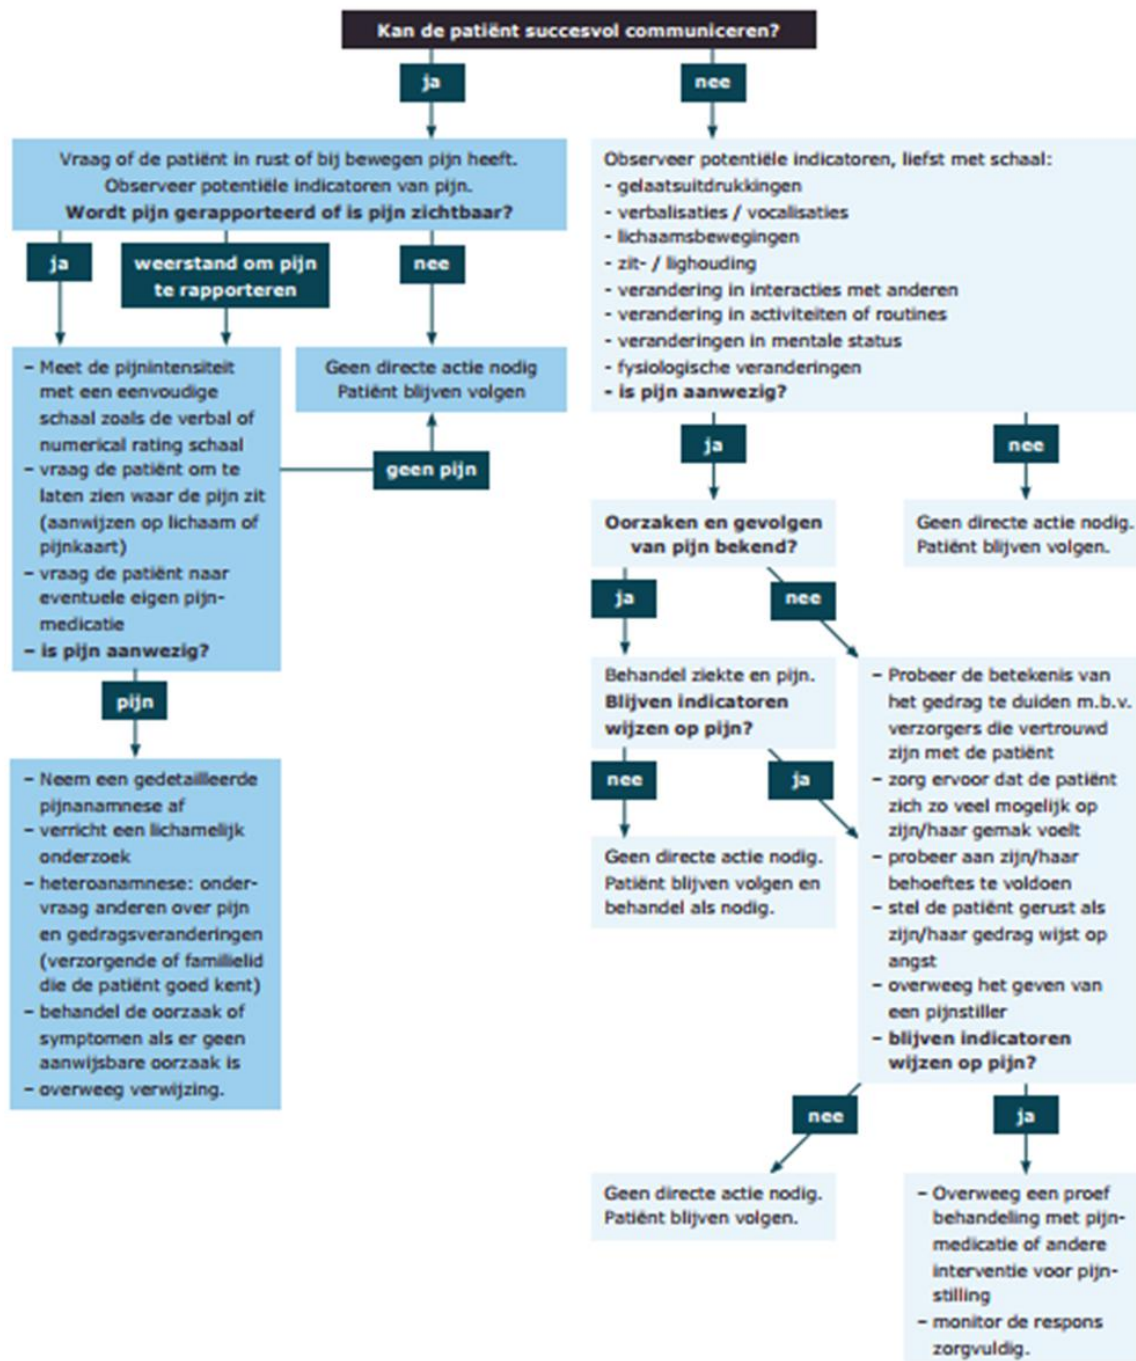 Kan de patiënt succesvol communiceren?
ja
nee
Vraag of de patiënt in rust of bij bewegen pijn heeft.
Observeer potentiële indicatoren van pijn.
Wordt pijn gerapporteerd of is pijn zichtbaar?
ja
weerstand om pijn
te rapporteren
nee
– Meet de pijnintensiteit
met een eenvoudige
schaal zoals de verbal of
numerical rating schaal
– vraag de patiënt om te
laten zien waar de pijn zit
(aanwijzen op lichaam of
pijnkaart)
– vraag de patiënt naar
eventuele eigen pijn-
medicatie
– is pijn aanwezig?
Geen directe actie nodig
Patiënt blijven volgen
geen pijn
pijn
– Neem een gedetailleerde
pijnanamnese af
– verricht een lichamelijk
onderzoek
– heteroanamnese: onder-
vraag anderen over pijn
en gedragsveranderingen
(verzorgende of familielid
die de patiënt goed kent)
– behandel de oorzaak of
symptomen als er geen
aanwijsbare oorzaak is
– overweeg verwijzing.
Observeer potentiële indicatoren, liefst met schaal:
- gelaatsuitdrukkingen
- verbalisaties / vocalisaties
- lichaamsbewegingen
- zit- / lighouding
- verandering in interacties met anderen
- verandering in activiteiten of routines
- veranderingen in mentale status
- fysiologische veranderingen
- is pijn aanwezig?
ja
nee
Oorzaken en gevolgen
van pijn bekend?
Geen directe actie nodig.
Patiënt blijven volgen.
ja
nee
Behandel ziekte en pijn.
Blijven indicatoren
wijzen op pijn?
nee
ja
Geen directe actie nodig.
Patiënt blijven volgen en
behandel als nodig.
– Probeer de betekenis van
het gedrag te duiden m.b.v.
verzorgers die vertrouwd
zijn met de patiënt
– zorg ervoor dat de patiënt
zich zo veel mogelijk op
zijn/haar gemak voelt
– probeer aan zijn/haar
behoeftes te voldoen
– stel de patiënt gerust als
zijn/haar gedrag wijst op
angst
– overweeg het geven van
een pijnstiller
– blijven indicatoren
wijzen op pijn?
nee
ja
Geen directe actie nodig.
Patiënt blijven volgen.
– Overweeg een proef
behandeling met pijn-
medicatie of andere
interventie voor pijn-
stilling
– monitor de respons
zorgvuldig.